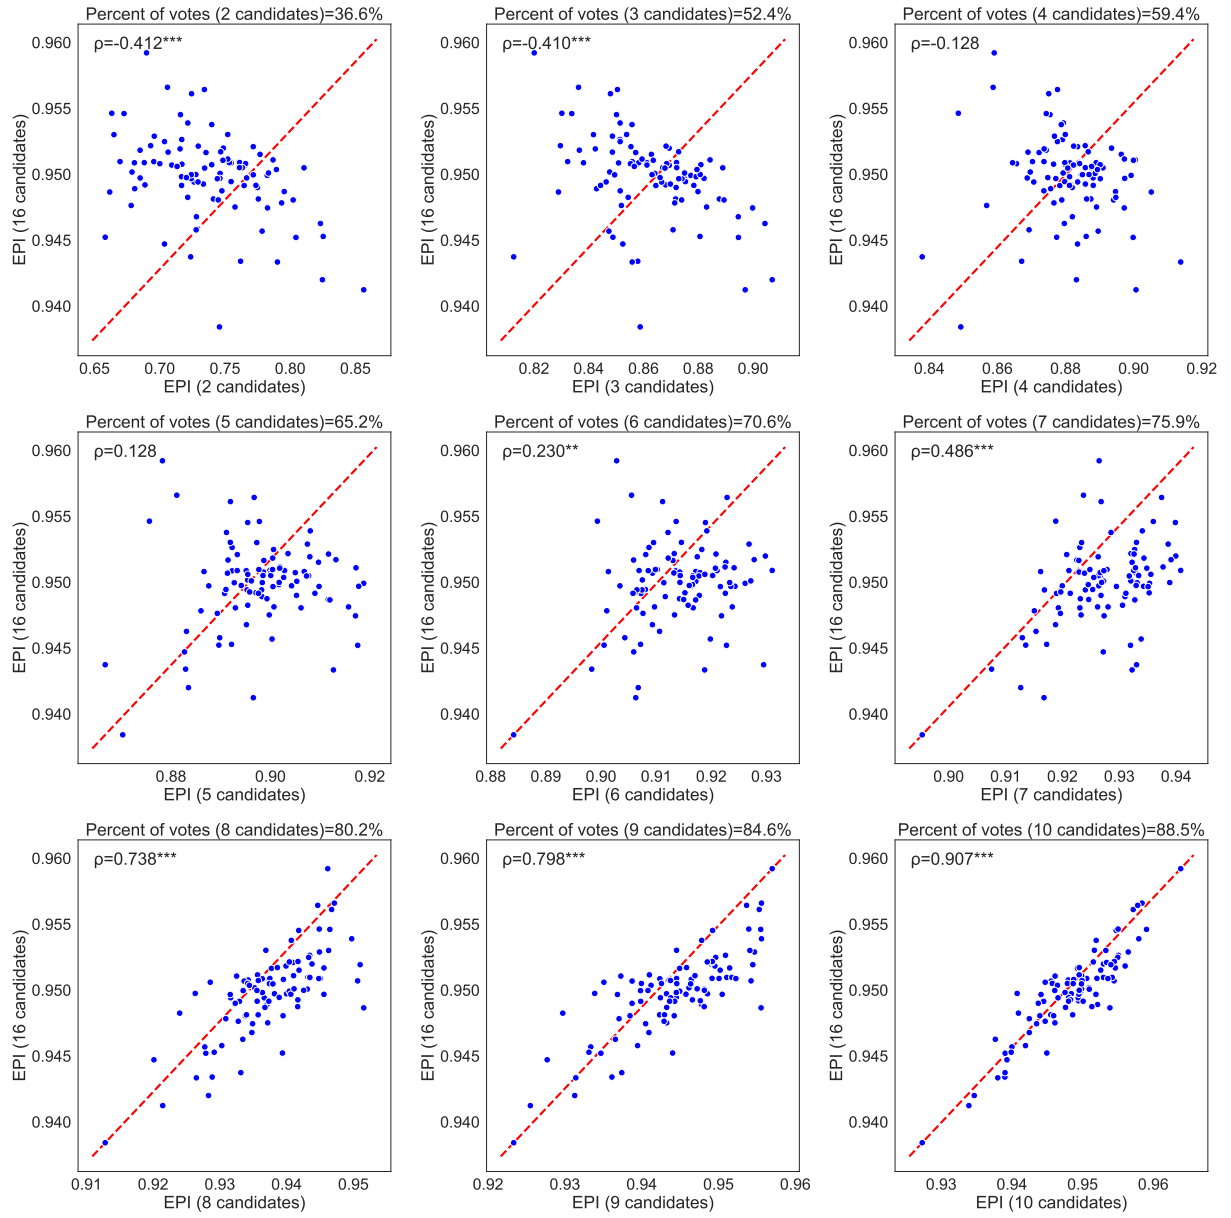 Percent of votes (2 candidates)=36.6%
ρ=-0.412***
0.960
0.955
0.950
0.945
0.940
EPI (16 candidates)
0.65 0.70 0.75 0.80 0.85
EPI (2 candidates)
Percent of votes (3 candidates)=52.4%
ρ=-0.410***
0.960
0.955
0.950
0.945
0.940
EPI (16 candidates)
0.82 0.84 0.86 0.88 0.90
EPI (3 candidates)
Percent of votes (4 candidates)=59.4%
ρ=-0.128
0.960
0.955
0.950
0.945
0.940
EPI (16 candidates)
0.84 0.86 0.88 0.90 0.92
EPI (4 candidates)
Percent of votes (5 candidates)=65.2%
ρ=0.128
0.960
0.955
0.950
0.945
0.940
EPI (16 candidates)
0.88 0.90 0.92
EPI (5 candidates)
Percent of votes (6 candidates)=70.6%
ρ=0.230**
0.960
0.955
0.950
0.945
0.940
EPI (16 candidates)
0.88 0.89 0.90 0.91 0.92 0.93
EPI (6 candidates)
Percent of votes (7 candidates)=75.9%
ρ=0.486***
0.960
0.955
0.950
0.945
0.940
EPI (16 candidates)
0.90 0.91 0.92 0.93 0.94
EPI (7 candidates)
Percent of votes (8 candidates)=80.2%
ρ=0.738***
0.960
0.955
0.950
0.945
0.940
EPI (16 candidates)
0.91 0.92 0.93 0.94 0.95
EPI (8 candidates)
Percent of votes (9 candidates)=84.6%
ρ=0.798***
0.960
0.955
0.950
0.945
0.940
EPI (16 candidates)
0.92 0.93 0.94 0.95 0.96
EPI (9 candidates)
Percent of votes (10 candidates)=88.5%
ρ=0.907***
0.960
0.955
0.950
0.945
0.940
EPI (16 candidates)
0.93 0.94 0.95 0.96
EPI (10 candidates)